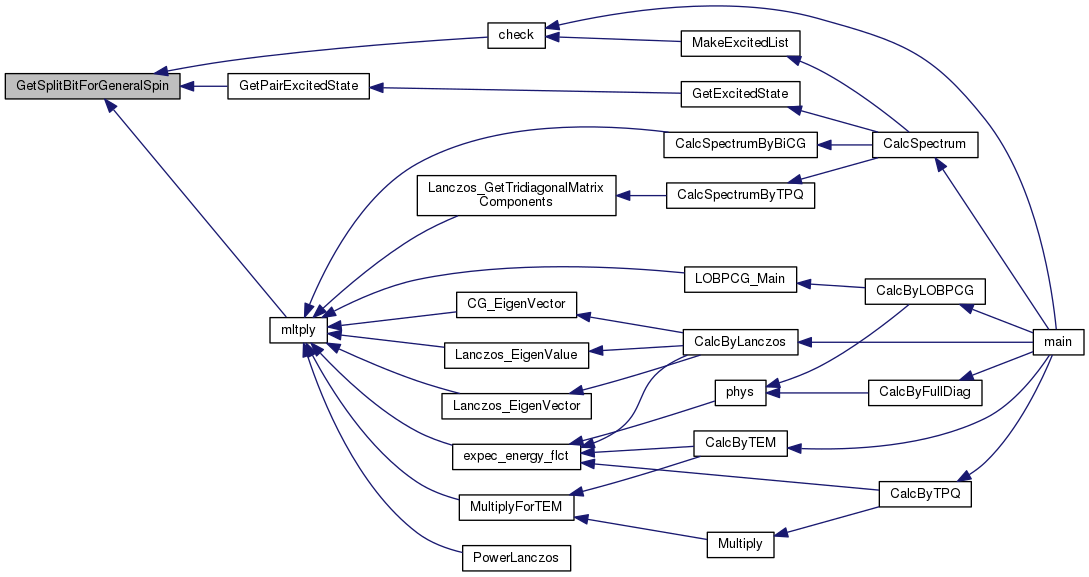 check
MakeExcitedList
GetSplitBitForGeneralSpin
GetPairExcitedState
GetExcitedState
CalcSpectrumByBiCG
CalcSpectrum
Lanczos_GetTridiagonalMatrix
Components
CalcSpectrumByTPQ
LOBPCG_Main
CalcByLOBPCG
CG_EigenVector
mltply
CalcByLanczos
main
Lanczos_EigenValue
phys
CalcByFullDiag
Lanczos_EigenVector
CalcByTEM
expec_energy_flct
CalcByTPQ
MultiplyForTEM
Multiply
PowerLanczos